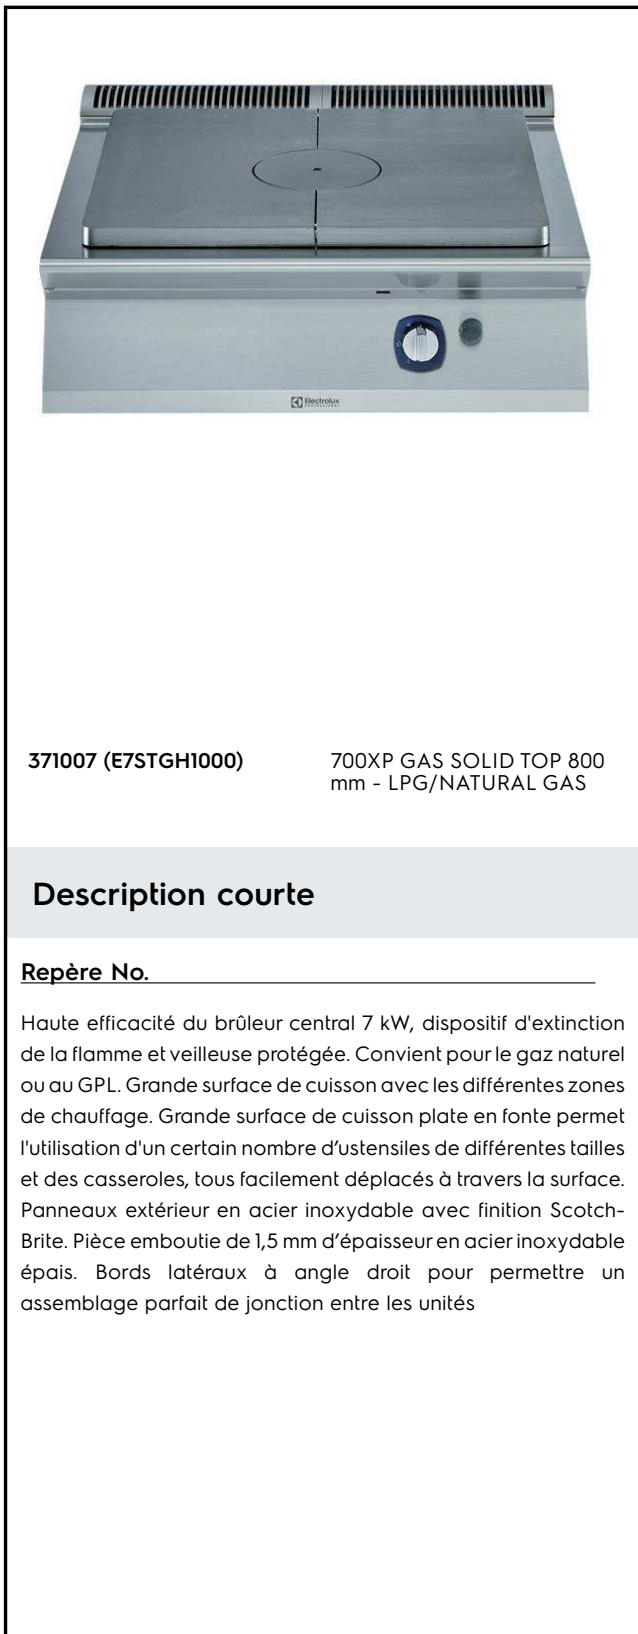 Electrolux
PROFESSIONAL
371007 (E7STGH1000)
700XP GAS SOLID TOP 800
mm - LPG/NATURAL GAS
Description courte
Repère No.
Haute efficacité du brûleur central 7 kW, dispositif d'extinction
de la flamme et veilleuse protégée. Convient pour le gaz naturel
ou au GPL. Grande surface de cuisson avec les différentes zones
de chauffage. Grande surface de cuisson plate en fonte permet
l'utilisation d'un certain nombre d’ustensiles de différentes tailles
et des casseroles, tous facilement déplacés à travers la surface.
Panneaux extérieur en acier inoxydable avec finition Scotch-
Brite. Pièce emboutie de 1,5 mm d’épaisseur en acier inoxydable
épais. Bords latéraux à angle droit pour permettre un
assemblage parfait de jonction entre les unités